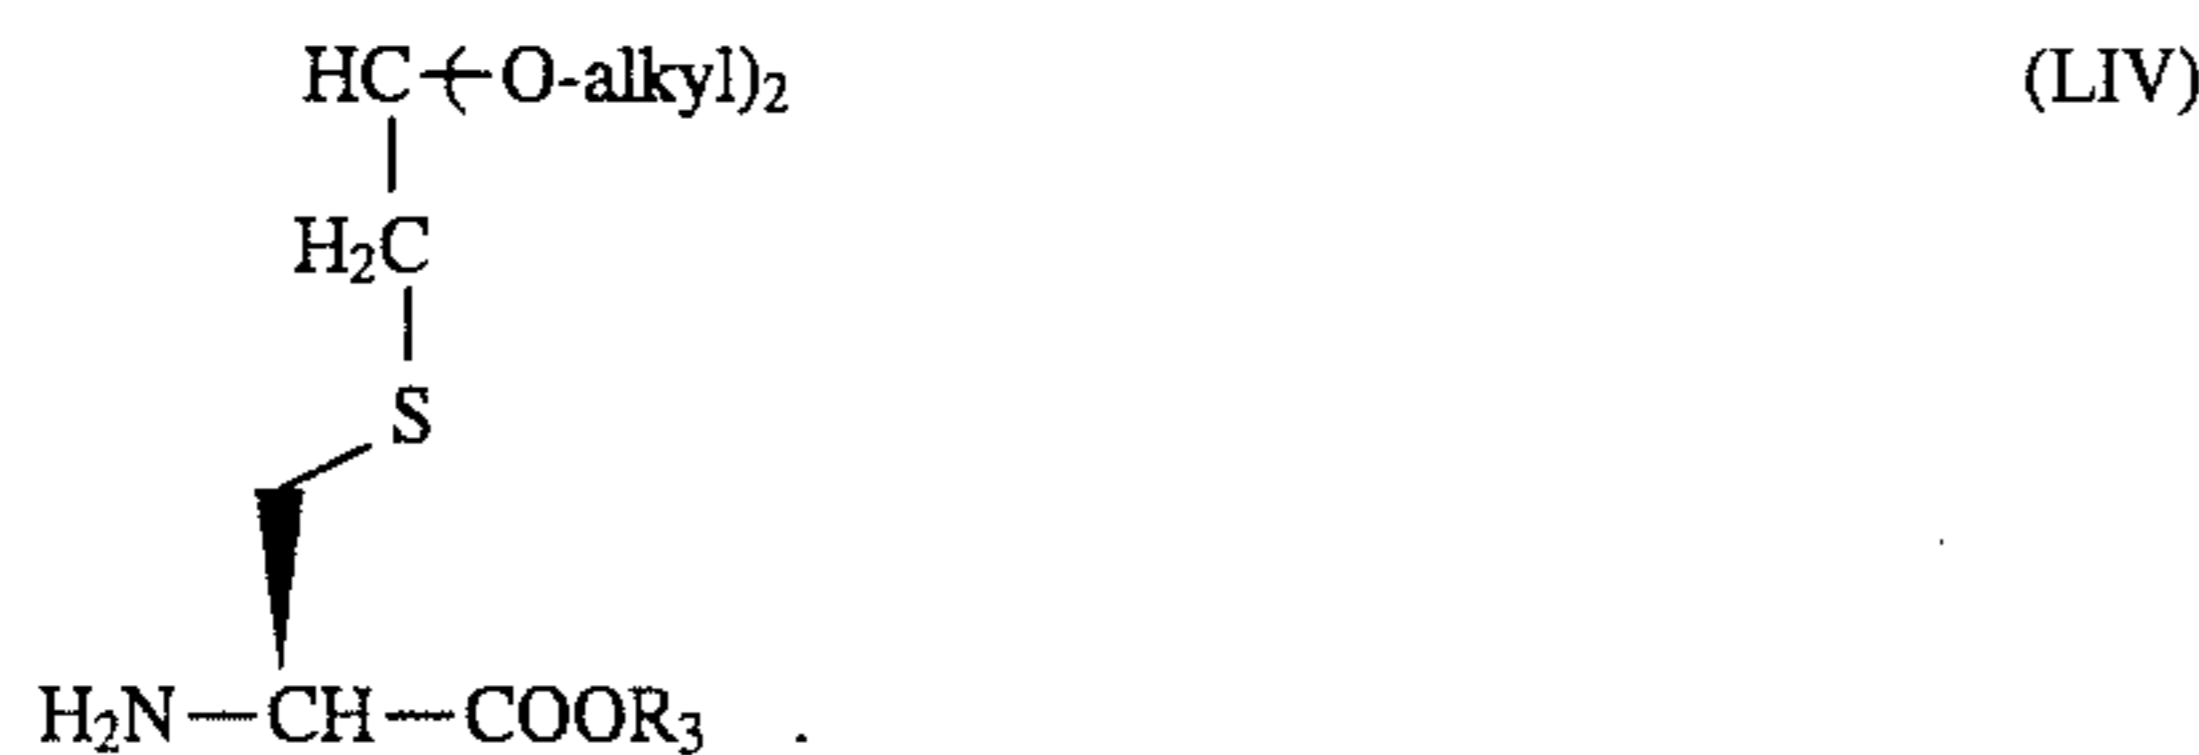 HC-(-O-alkyl)₂ (LIV)
H₂C
S
H₂N—CH—COOR₃ .